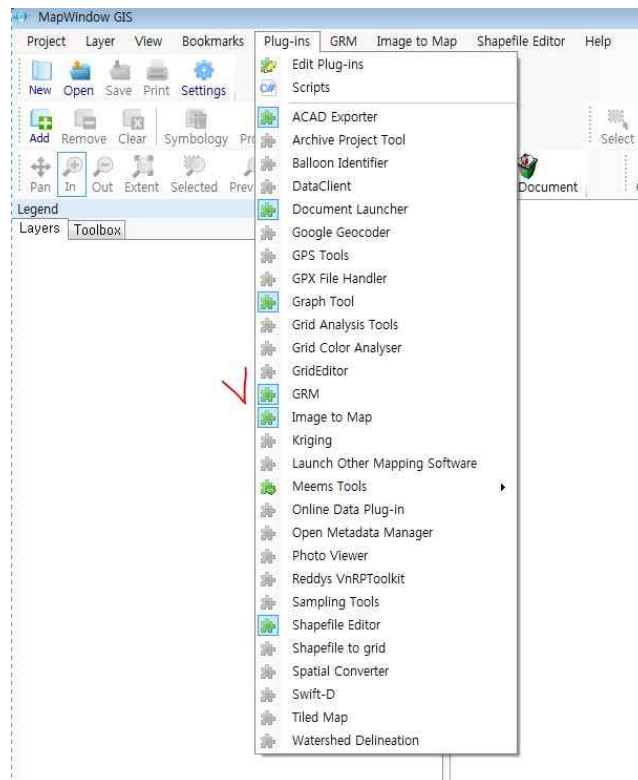 MapWindow GIS
Project Layer View Bookmarks Plug-ins GRM Image to Map Shapefile Editor Help
New Open Save Print Settings
Add Remove Clear Symbology Select
Pan In Out Extent Selected Document
Legend
Layers Toolbox
Edit Plug-ins
C# Scripts
ACAD Exporter
Archive Project Tool
Balloon Identifier
DataClient
Document Launcher
Google Geocoder
GPS Tools
GPX File Handler
Graph Tool
Grid Analysis Tools
Grid Color Analyser
GridEditor
GRM
Image to Map
Kriging
Launch Other Mapping Software
Meems Tools
Online Data Plug-in
Open Metadata Manager
Photo Viewer
Reddys VnRPToolkit
Sampling Tools
Shapefile Editor
Shapefile to grid
Spatial Converter
Swift-D
Tiled Map
Watershed Delineation